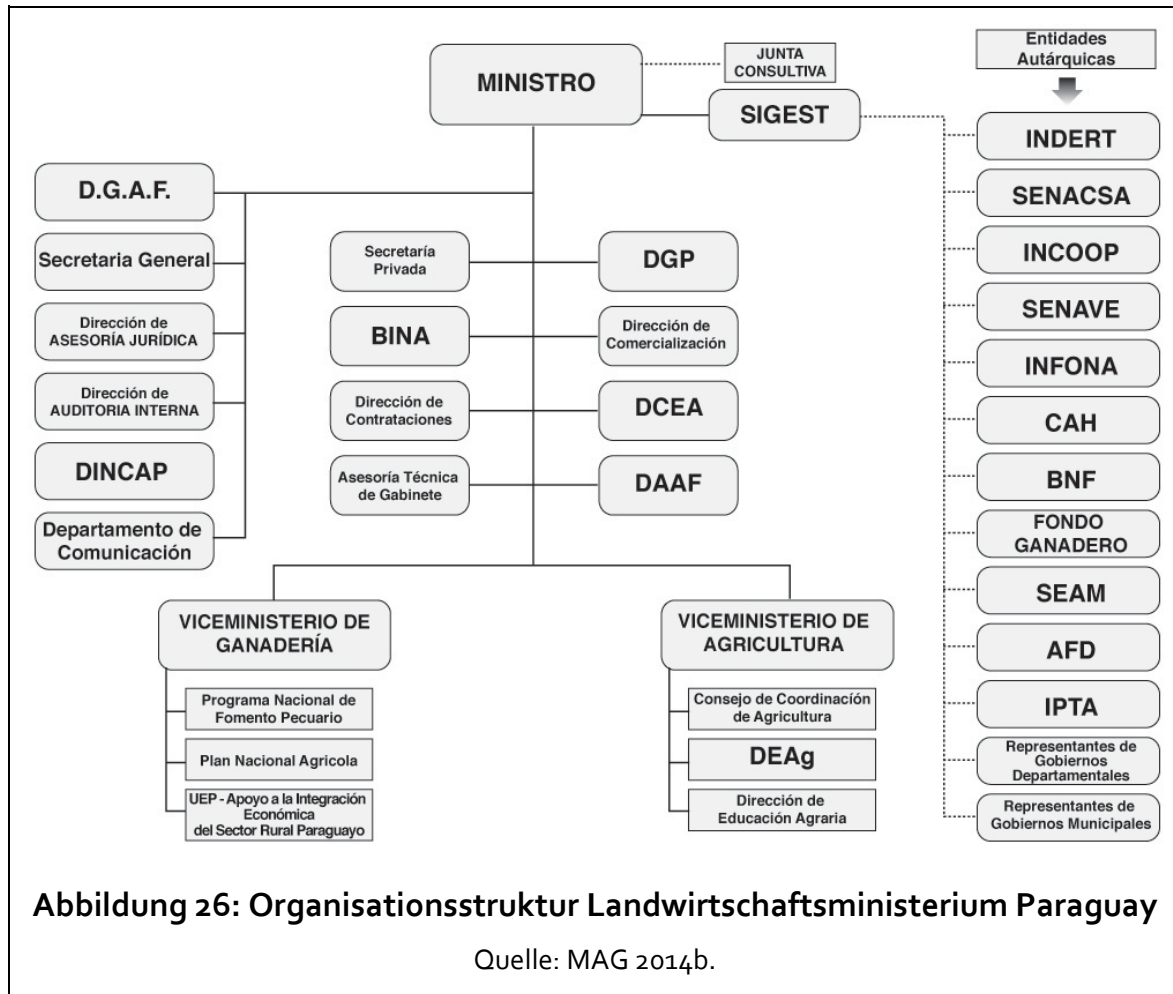 MINISTRO
JUNTA
CONSULTIVA
SIGEST
Entidades
Autárquicas
INDERT
SENACSA
INCOOP
SENAVE
INFONA
CAH
BNF
FONDO
GANADERO
SEAM
AFD
IPTA
Representantes de
Gobiernos
Departamentales
Representantes de
Gobiernos Municipales
D.G.A.F.
Secretaria General
Dirección de
ASESORÍA JURÍDICA
Dirección de
AUDITORIA INTERNA
DINCAP
Departamento de
Comunicación
Secretaría
Privada
DGP
BINA
Dirección de
Comercialización
Dirección de
Contrataciones
DCEA
Asesoría Técnica
de Gabinete
DAAF
VICEMINISTERIO DE
GANADERÍA
Programa Nacional de
Fomento Pecuario
Plan Nacional Agricola
UEP - Apoyo a la Integración
Económica
del Sector Rural Paraguayo
VICEMINISTERIO DE
AGRICULTURA
Consejo de Coordinacíón
de Agricultura
DEAg
Dirección de
Educación Agraria
Abbildung 26: Organisationsstruktur Landwirtschaftsministerium Paraguay
Quelle: MAG 2014b.